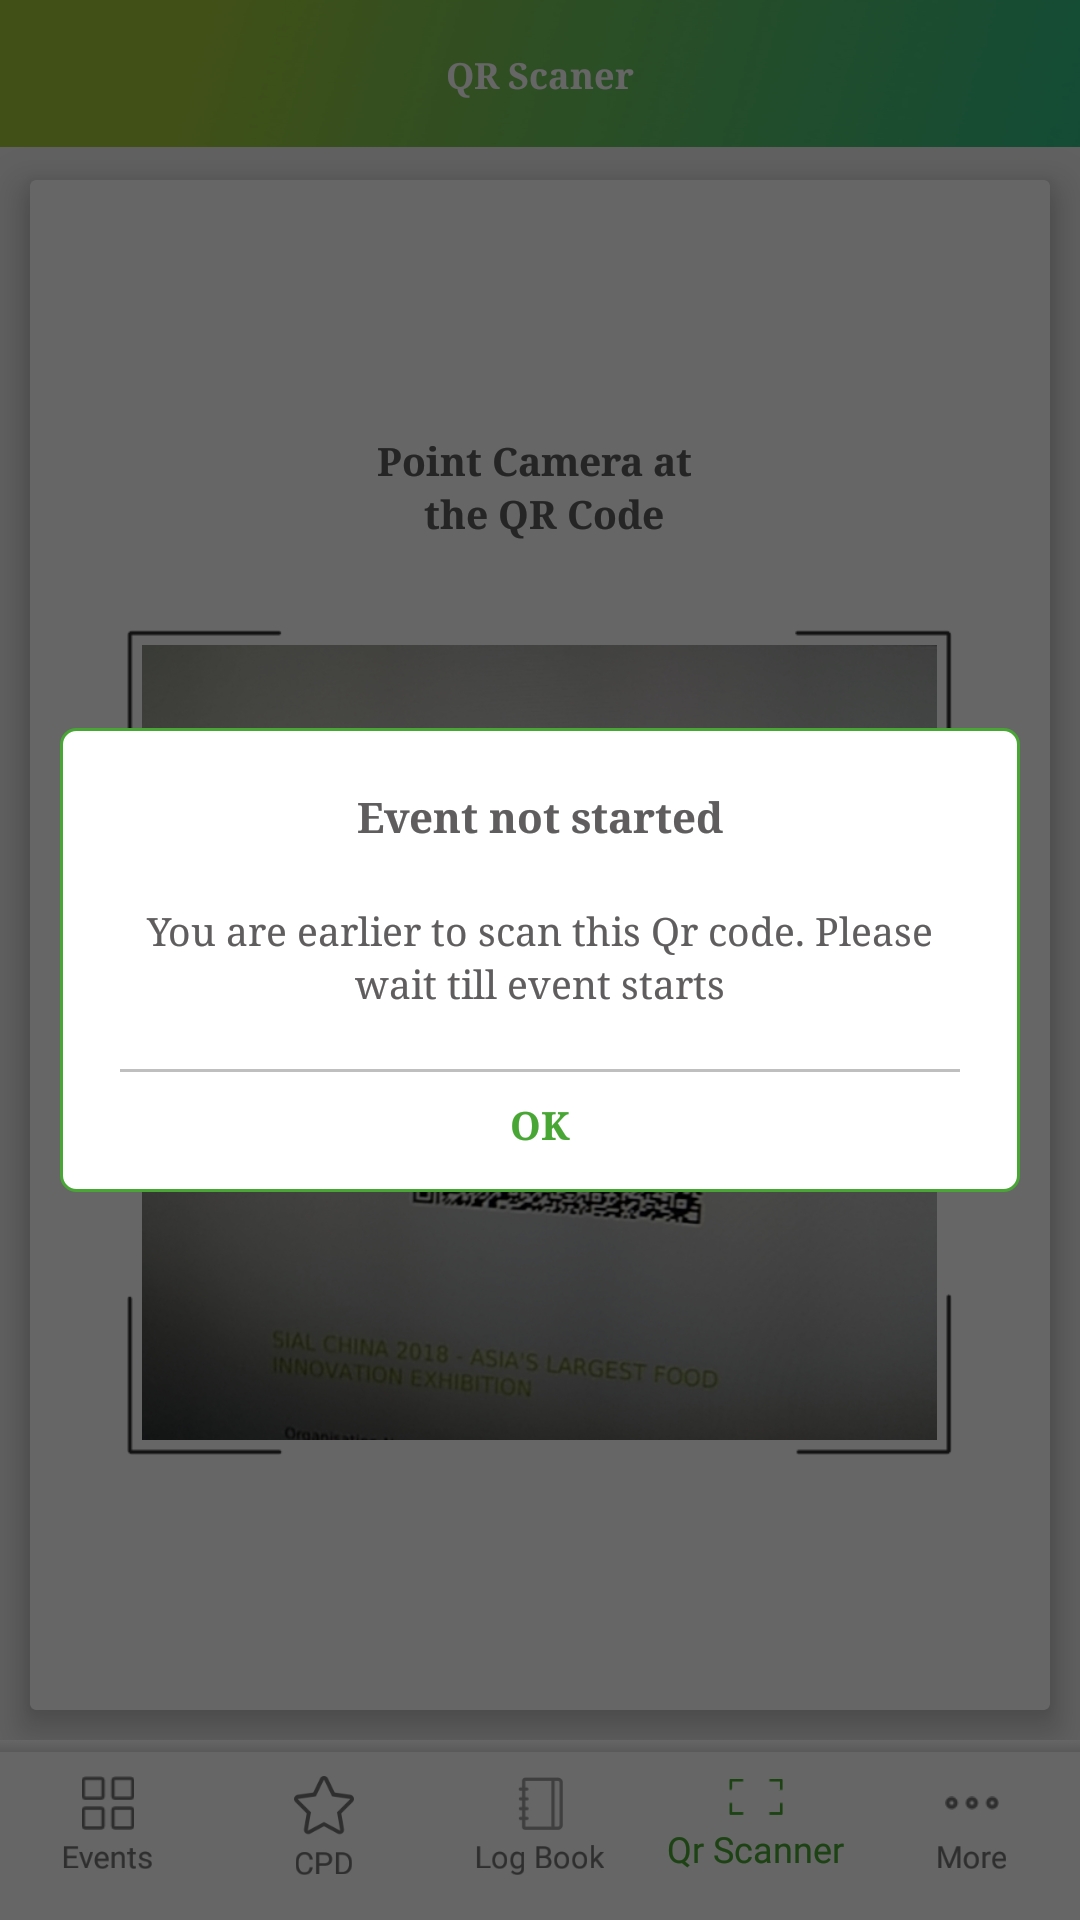 QR Scaner
Point Camera at
the QR Code
Event not started
You are earlier to scan this Qr code. Please
wait till event starts
OK
SIAL CHINA 2018 - ASIA'S LARGEST FOOD
INNOVATION EXHIBITION
Events
CPD
Log Book
Qr Scanner
More